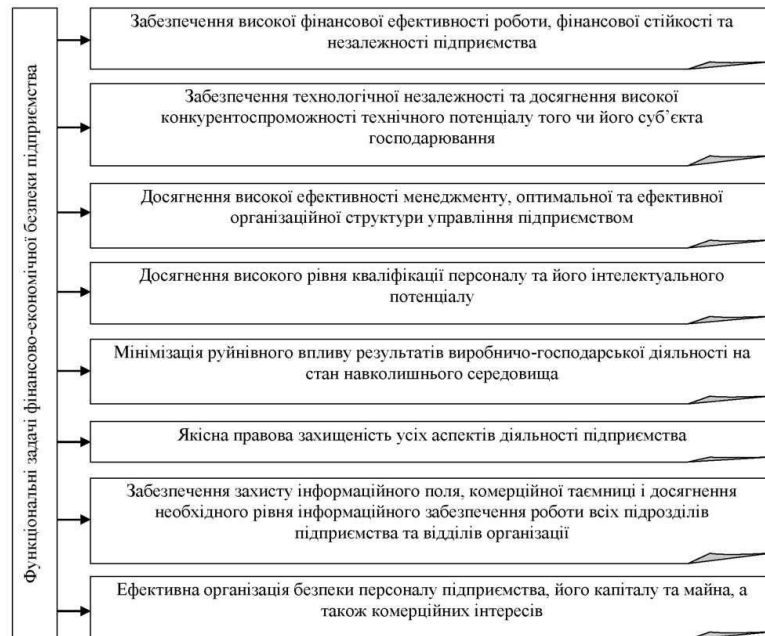 Функціональні задачі фінансово-економічної безпеки підприємства
Забезпечення високої фінансової ефективності роботи, фінансової стійкості та
незалежності підприємства
Забезпечення технологічної незалежності та досягнення високої
конкурентоспроможності технічного потенціалу того чи його суб’єкта
господарювання
Досягнення високої ефективності менеджменту, оптимальної та ефективної
організаційної структури управління підприємством
Досягнення високого рівня кваліфікації персоналу та його інтелектуального
потенціалу
Мінімізація руйнівного впливу результатів виробничо-господарської діяльності на
стан навколишнього середовища
Якісна правова захищеність усіх аспектів діяльності підприємства
Забезпечення захисту інформаційного поля, комерційної таємниці і досягнення
необхідного рівня інформаційного забезпечення роботи всіх підрозділів
підприємства та відділів організації
Ефективна організація безпеки персоналу підприємства, його капіталу та майна, а
також комерційних інтересів